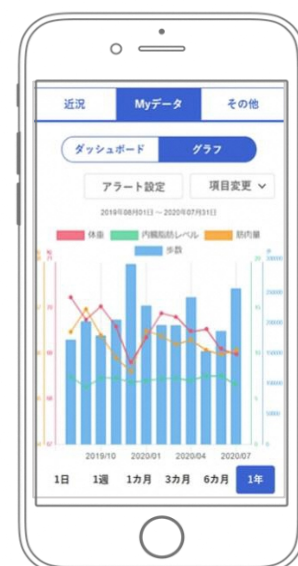 近況 Myデータ その他
ダッシュボード グラフ
アラート設定 項目変更
2019年08月01日 ~ 2020年07月31日
体重 内臓脂肪レベル 筋肉量
歩数
2019/10 2020/01 2020/04 2020/07
1日 1週 1カ月 3カ月 6カ月 1年